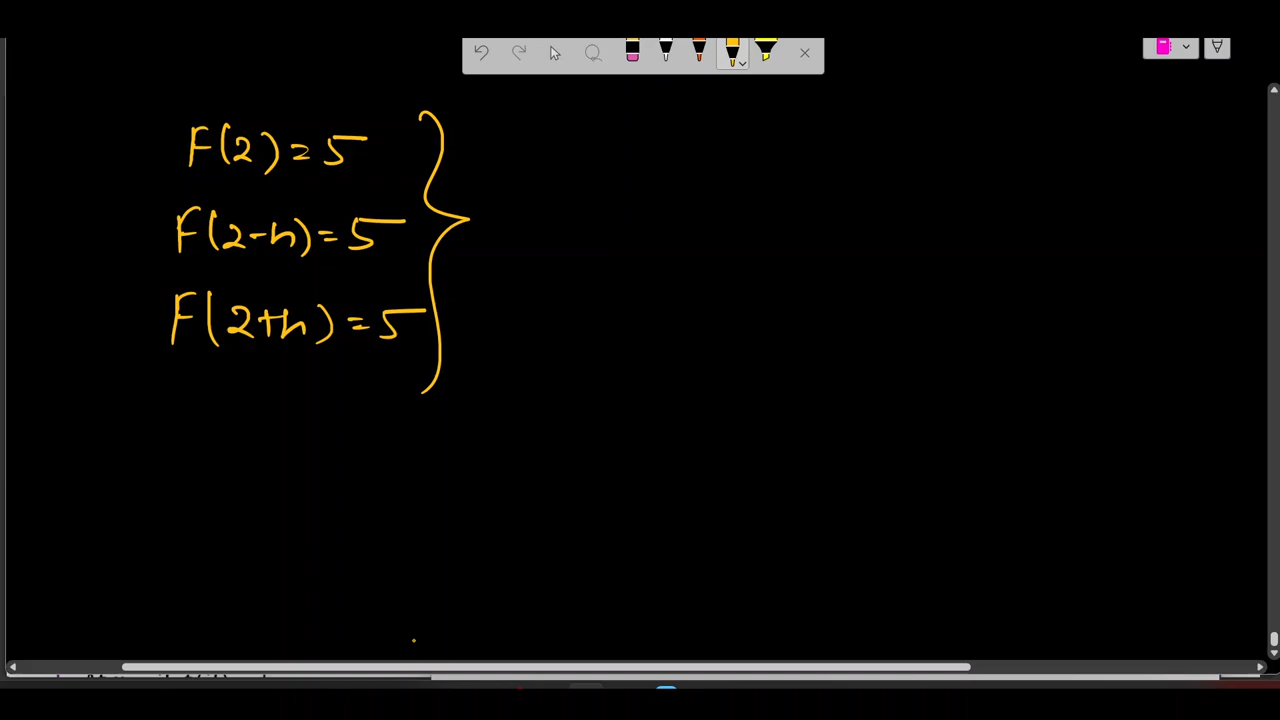 F(2) = 5
F(2-h) = 5
F(2+h) = 5